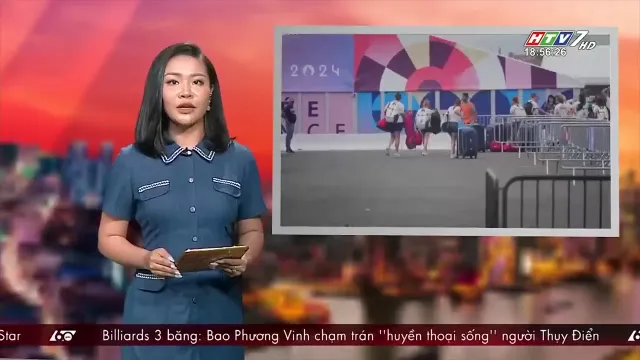 HTV7 HD
18:56:26
2024
Star
60
Billiards 3 băng: Bao Phương Vinh chạm trán "huyền thoại sống" người Thụy Điển